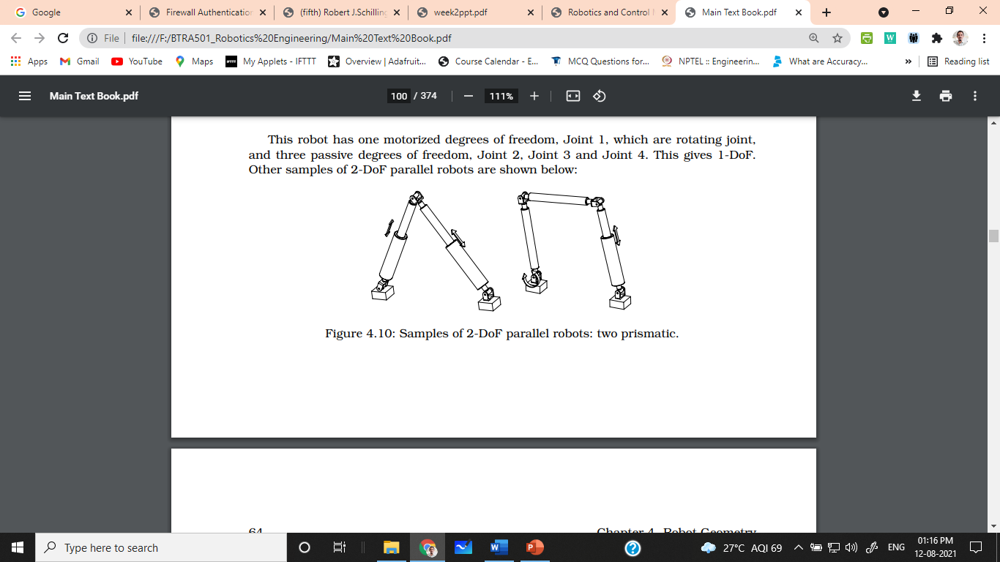 Google
Firewall Authentication
(fifth) Robert J.Schilling
week2ppt.pdf
Robotics and Control
Main Text Book.pdf
File
file:///F:/BTRA501_Robotics%20Engineering/Main%20Text%20Book.pdf
Apps
Gmail
YouTube
Maps
IFTTT
My Applets - IFTTT
Overview | Adafruit...
Course Calendar - E...
MCQ Questions for...
NPTEL :: Engineerin...
What are Accuracy...
»
Reading list
Main Text Book.pdf
100 / 374
111%
This robot has one motorized degrees of freedom, Joint 1, which are rotating joint,
and three passive degrees of freedom, Joint 2, Joint 3 and Joint 4. This gives 1-DoF.
Other samples of 2-DoF parallel robots are shown below:
Figure 4.10: Samples of 2-DoF parallel robots: two prismatic.
64
Chapter 4. Robot Geometry
Type here to search
27°C AQI 69
ENG
01:16 PM
12-08-2021